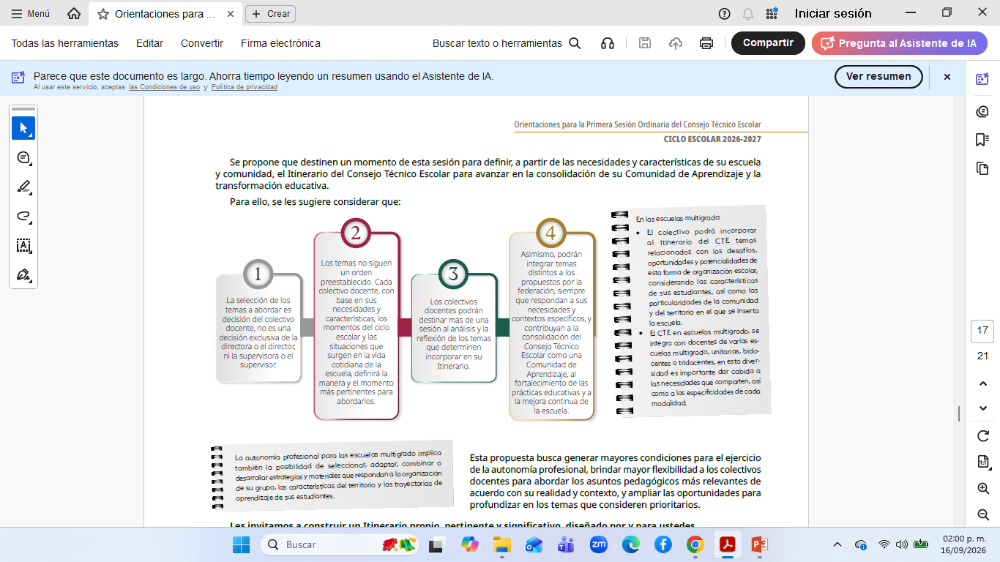 Menú
Orientaciones para ...
Crear
Iniciar sesión
Todas las herramientas
Editar
Convertir
Firma electrónica
Buscar texto o herramientas
Compartir
Pregunta al Asistente de IA
Parece que este documento es largo. Ahorra tiempo leyendo un resumen usando el Asistente de IA.
Al usar este servicio, aceptas las Condiciones de uso y Política de privacidad
Ver resumen
Orientaciones para la Primera Sesión Ordinaria del Consejo Técnico Escolar
CICLO ESCOLAR 2026-2027
Se propone que destinen un momento de esta sesión para definir, a partir de las necesidades y características de su escuela
y comunidad, el Itinerario del Consejo Técnico Escolar para avanzar en la consolidación de su Comunidad de Aprendizaje y la
transformación educativa.
Para ello, se les sugiere considerar que:
1
La selección de los
temas a abordar es
decisión del colectivo
docente, no es una
decisión exclusiva de la
directora o el director,
ni la supervisora o el
supervisor.
2
Los temas no siguen
un orden
preestablecido. Cada
colectivo docente, con
base en sus
necesidades y
características, los
momentos del ciclo
escolar y las
situaciones que
surgen en la vida
cotidiana de la
escuela, definirá la
manera y el momento
más pertinentes para
abordarlos.
3
Los colectivos
docentes podrán
destinar más de una
sesión al análisis y la
reflexión de los temas
que determinen
incorporar en su
Itinerario.
4
Asimismo, podrán
integrar temas
distintos a los
propuestos por la
federación, siempre
que respondan a sus
necesidades y
contextos específicos, y
contribuyan a la
consolidación del
Consejo Técnico
Escolar como una
Comunidad de
Aprendizaje, al
fortalecimiento de las
prácticas educativas y a
la mejora continua de
la escuela.
En las escuelas multigrado:
• El colectivo podrá incorporar
al Itinerario del CTE temas
relacionados con los desafíos,
oportunidades y potencialidades de
esta forma de organización escolar,
considerando las características
de sus estudiantes, así como las
particularidades de la comunidad
y del territorio en el que se inserta
la escuela.
• El CTE en escuelas multigrado, se
integra con docentes de varias es-
cuelas multigrado, unitarias, bido-
centes o tridocentes, en esta diver-
sidad es importante dar cabida a
las necesidades que comparten, así
como a las especificidades de cada
modalidad.
La autonomía profesional para las escuelas multigrado implica
también la posibilidad de seleccionar, adaptar, combinar o
desarrollar estrategias y materiales que respondan a la organización
de su grupo, las características del territorio y las trayectorias de
aprendizaje de sus estudiantes.
Esta propuesta busca generar mayores condiciones para el ejercicio
de la autonomía profesional, brindar mayor flexibilidad a los colectivos
docentes para abordar los asuntos pedagógicos más relevantes de
acuerdo con su realidad y contexto, y ampliar las oportunidades para
profundizar en los temas que consideren prioritarios.
Les invitamos a construir un Itinerario propio, pertinente y significativo, diseñado por y para ustedes.
17
21
1:1
Buscar
zm
02:00 p. m.
16/09/2026